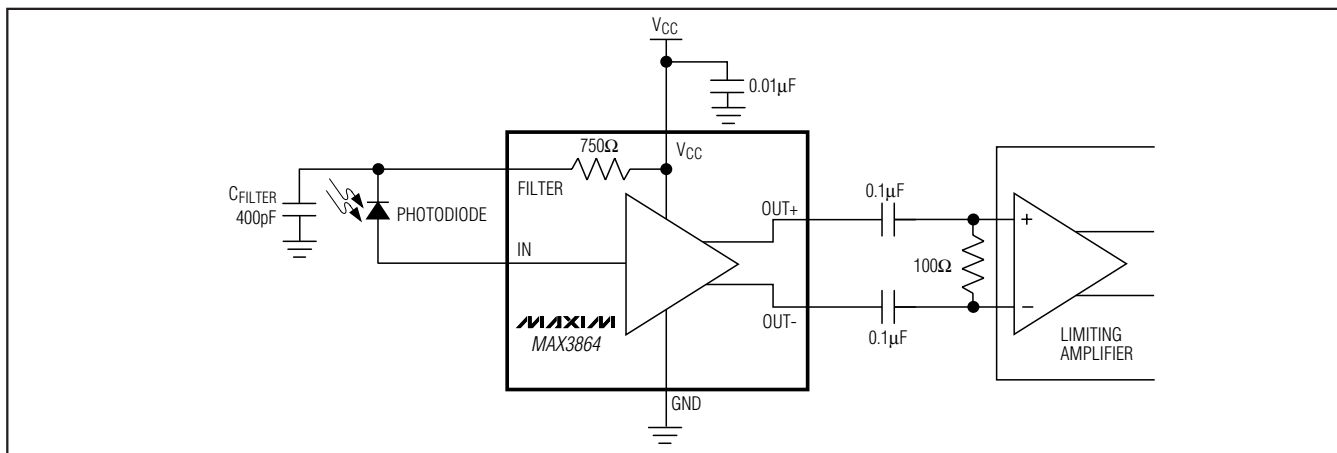 VCC
0.01µF
750Ω
VCC
FILTER
CFILTER
400pF
PHOTODIODE
IN
OUT+
OUT-
0.1µF
0.1µF
100Ω
+
−
LIMITING
AMPLIFIER
MAXIM
MAX3864
GND